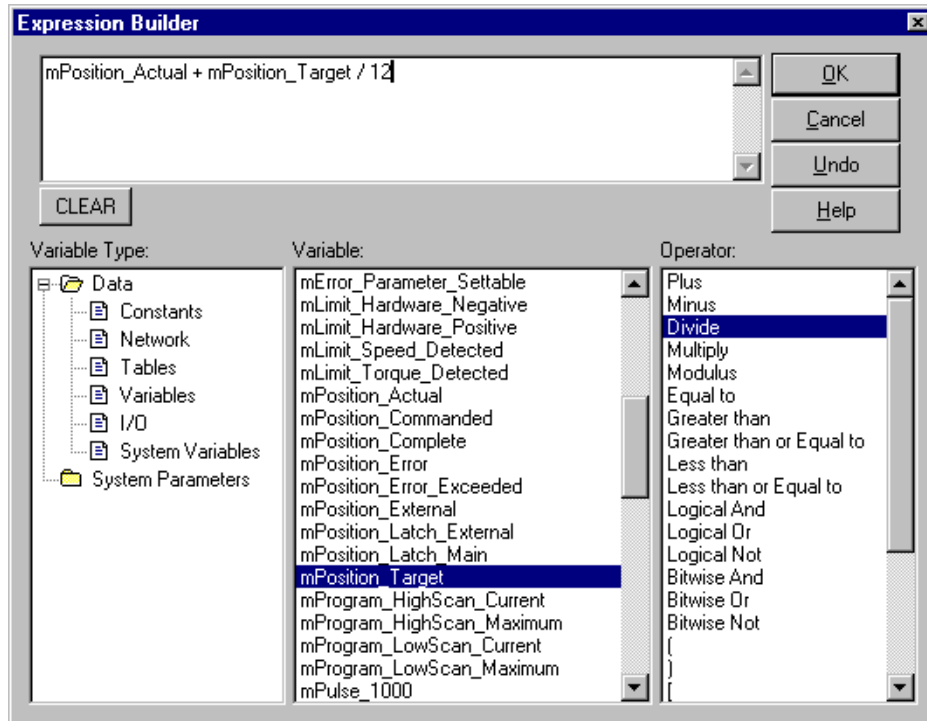 Expression Builder
mPosition_Actual + mPosition_Target / 12
OK
Cancel
Undo
CLEAR
Help
Variable Type:
Data
Constants
Network
Tables
Variables
I/O
System Variables
System Parameters
Variable:
mError_Parameter_Settable
mLimit_Hardware_Negative
mLimit_Hardware_Positive
mLimit_Speed_Detected
mLimit_Torque_Detected
mPosition_Actual
mPosition_Commanded
mPosition_Complete
mPosition_Error
mPosition_Error_Exceeded
mPosition_External
mPosition_Latch_External
mPosition_Latch_Main
mPosition_Target
mProgram_HighScan_Current
mProgram_HighScan_Maximum
mProgram_LowScan_Current
mProgram_LowScan_Maximum
mPulse_1000
Operator:
Plus
Minus
Divide
Multiply
Modulus
Equal to
Greater than
Greater than or Equal to
Less than
Less than or Equal to
Logical And
Logical Or
Logical Not
Bitwise And
Bitwise Or
Bitwise Not
(
)
[